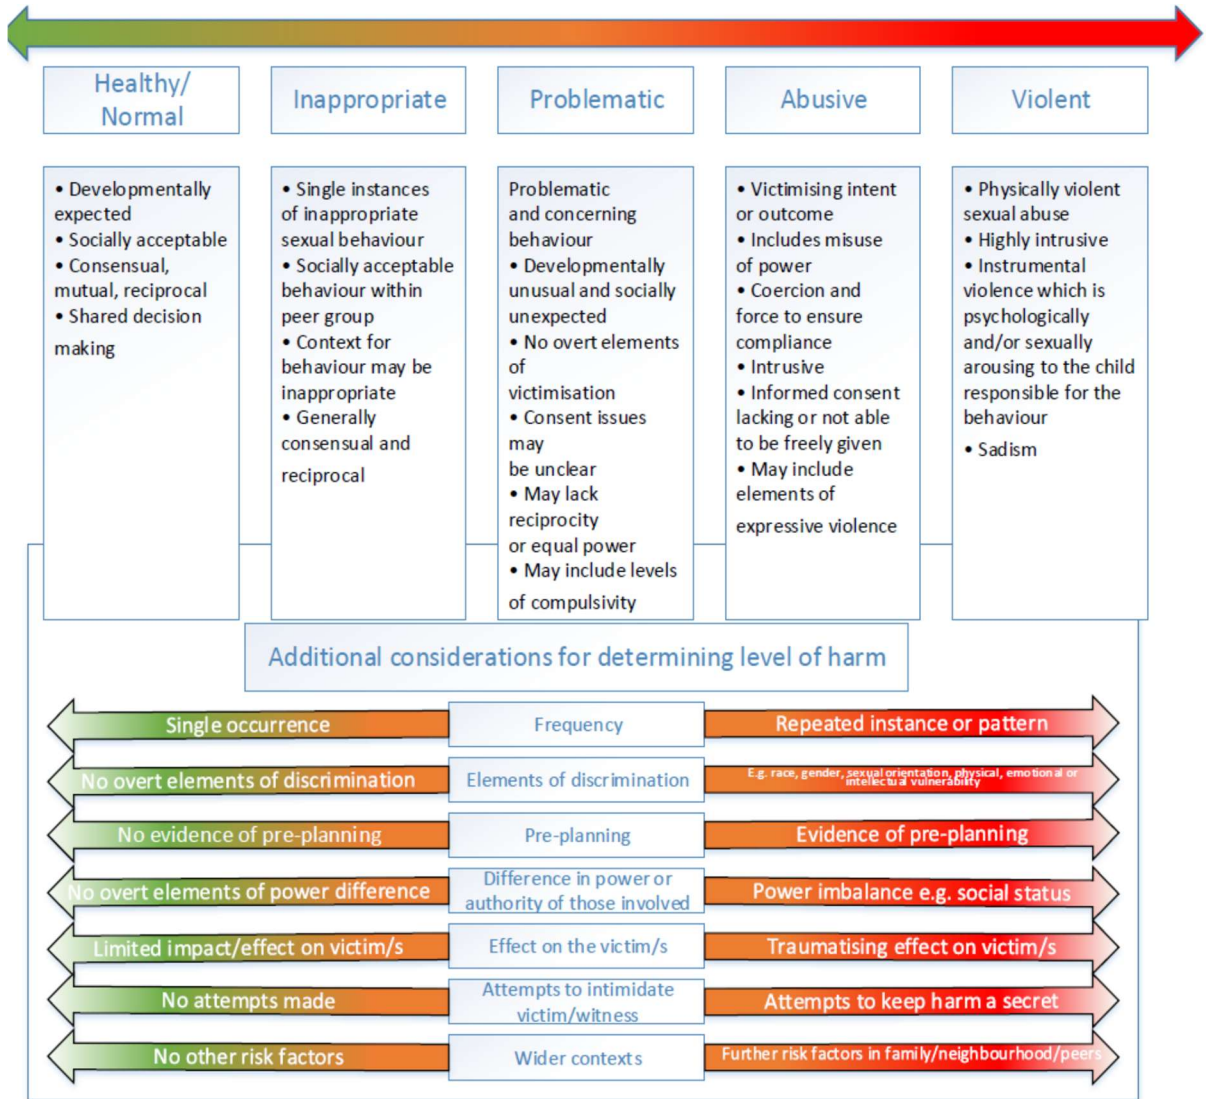 Healthy/
Normal
Inappropriate
Problematic
Abusive
Violent
• Developmentally
expected
• Socially acceptable
• Consensual,
mutual, reciprocal
• Shared decision
making
• Single instances
of inappropriate
sexual behaviour
• Socially acceptable
behaviour within
peer group
• Context for
behaviour may be
inappropriate
• Generally
consensual and
reciprocal
Problematic
and concerning
behaviour
• Developmentally
unusual and socially
unexpected
• No overt elements
of
victimisation
• Consent issues
may
be unclear
• May lack
reciprocity
or equal power
• May include levels
of compulsivity
• Victimising intent
or outcome
• Includes misuse
of power
• Coercion and
force to ensure
compliance
• Intrusive
• Informed consent
lacking or not able
to be freely given
• May include
elements of
expressive violence
• Physically violent
sexual abuse
• Highly intrusive
• Instrumental
violence which is
psychologically
and/or sexually
arousing to the child
responsible for the
behaviour
• Sadism
Additional considerations for determining level of harm
Single occurrence
Frequency
Repeated instance or pattern
No overt elements of discrimination
Elements of discrimination
E.g. race, gender, sexual orientation, physical, emotional or
intellectual vulnerability
No evidence of pre-planning
Pre-planning
Evidence of pre-planning
No overt elements of power difference
Difference in power or
authority of those involved
Power imbalance e.g. social status
Limited impact/effect on victim/s
Effect on the victim/s
Traumatising effect on victim/s
No attempts made
Attempts to intimidate
victim/witness
Attempts to keep harm a secret
No other risk factors
Wider contexts
Further risk factors in family/neighbourhood/peers